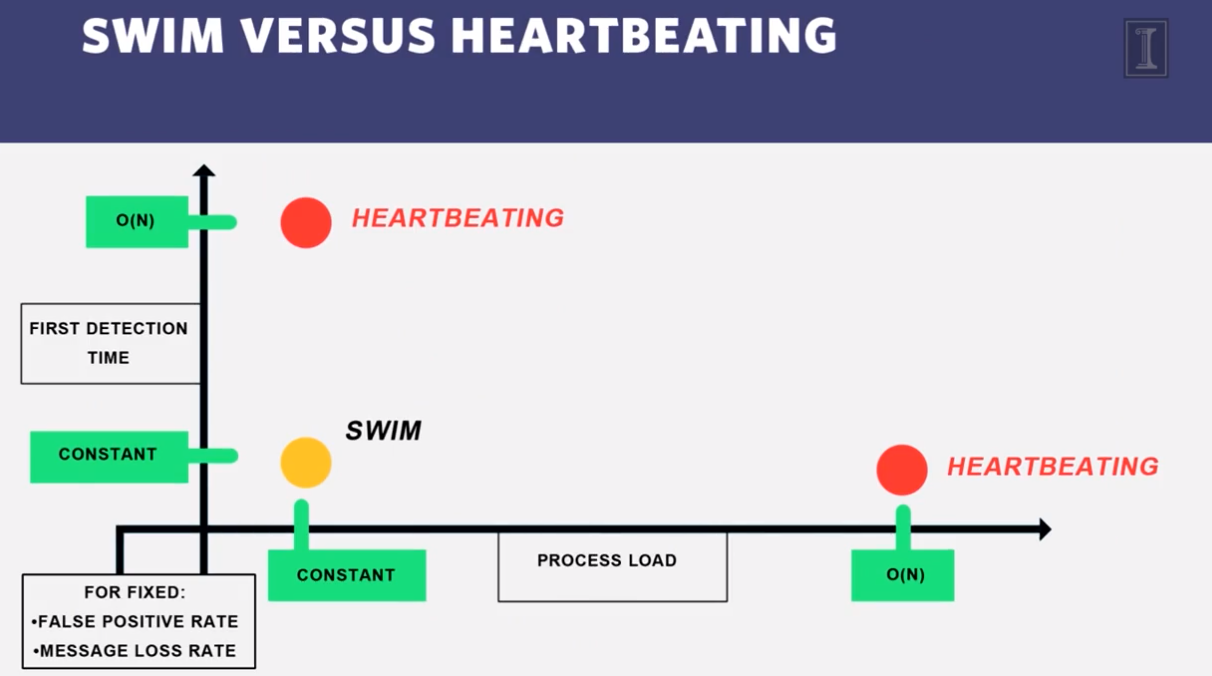 SWIM VERSUS HEARTBEATING
I
O(N)
HEARTBEATING
FIRST DETECTION
TIME
SWIM
CONSTANT
HEARTBEATING
CONSTANT
PROCESS LOAD
O(N)
FOR FIXED:
•FALSE POSITIVE RATE
•MESSAGE LOSS RATE